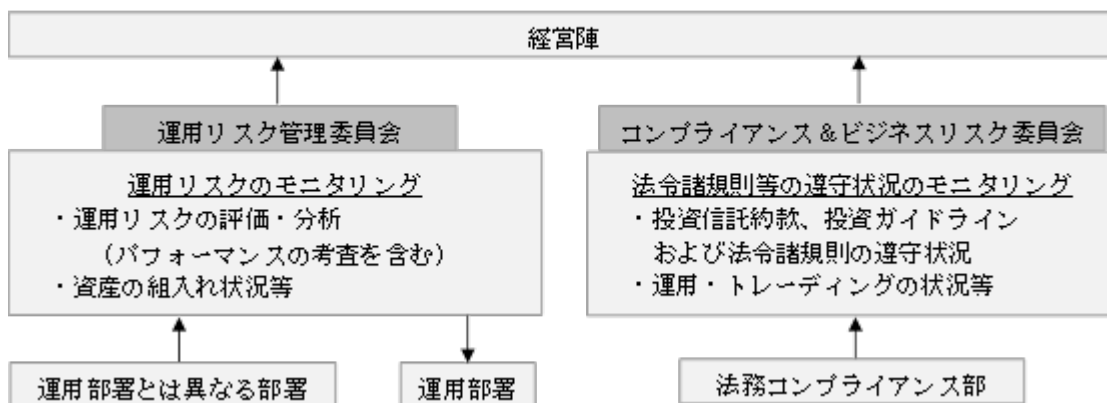 経営陣
運用リスク管理委員会
運用リスクのモニタリング
・運用リスクの評価・分析
（パフォーマンスの考査を含む）
・資産の組入れ状況等
運用部署とは異なる部署
運用部署
コンプライアンス＆ビジネスリスク委員会
法令諸規則等の遵守状況のモニタリング
・投資信託約款、投資ガイドライン
および法令諸規則の遵守状況
・運用・トレーディングの状況等
法務コンプライアンス部